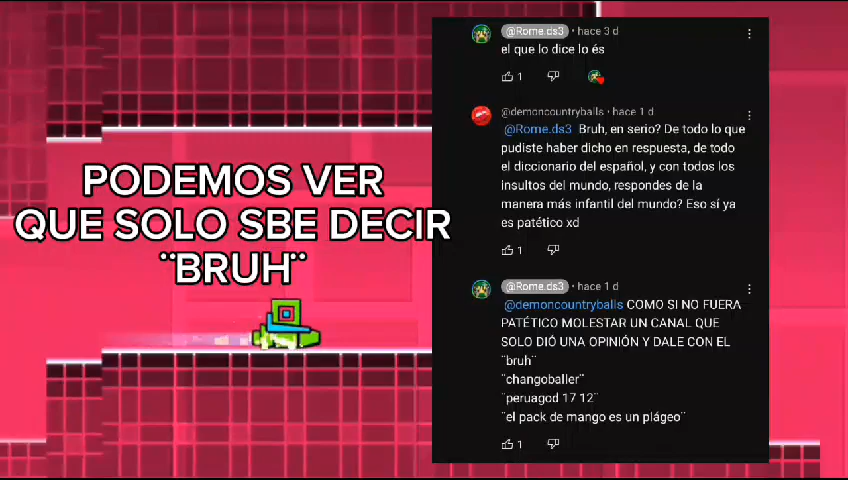 PODEMOS VER
QUE SOLO SBE DECIR
¨BRUH¨
@Rome.ds3 • hace 3 d
el que lo dice lo és
1
@demoncountryballs • hace 1 d
@Rome.ds3 Bruh, en serio? De todo lo que
pudiste haber dicho en respuesta, de todo
el diccionario del español, y con todos los
insultos del mundo, respondes de la
manera más infantil del mundo? Eso sí ya
es patético xd
1
@Rome.ds3 • hace 1 d
@demoncountryballs COMO SI NO FUERA
PATÉTICO MOLESTAR UN CANAL QUE
SOLO DIÓ UNA OPINIÓN Y DALE CON EL
¨bruh¨
¨changoballer¨
¨peruagod 17 12¨
¨el pack de mango es un plágeo¨
1